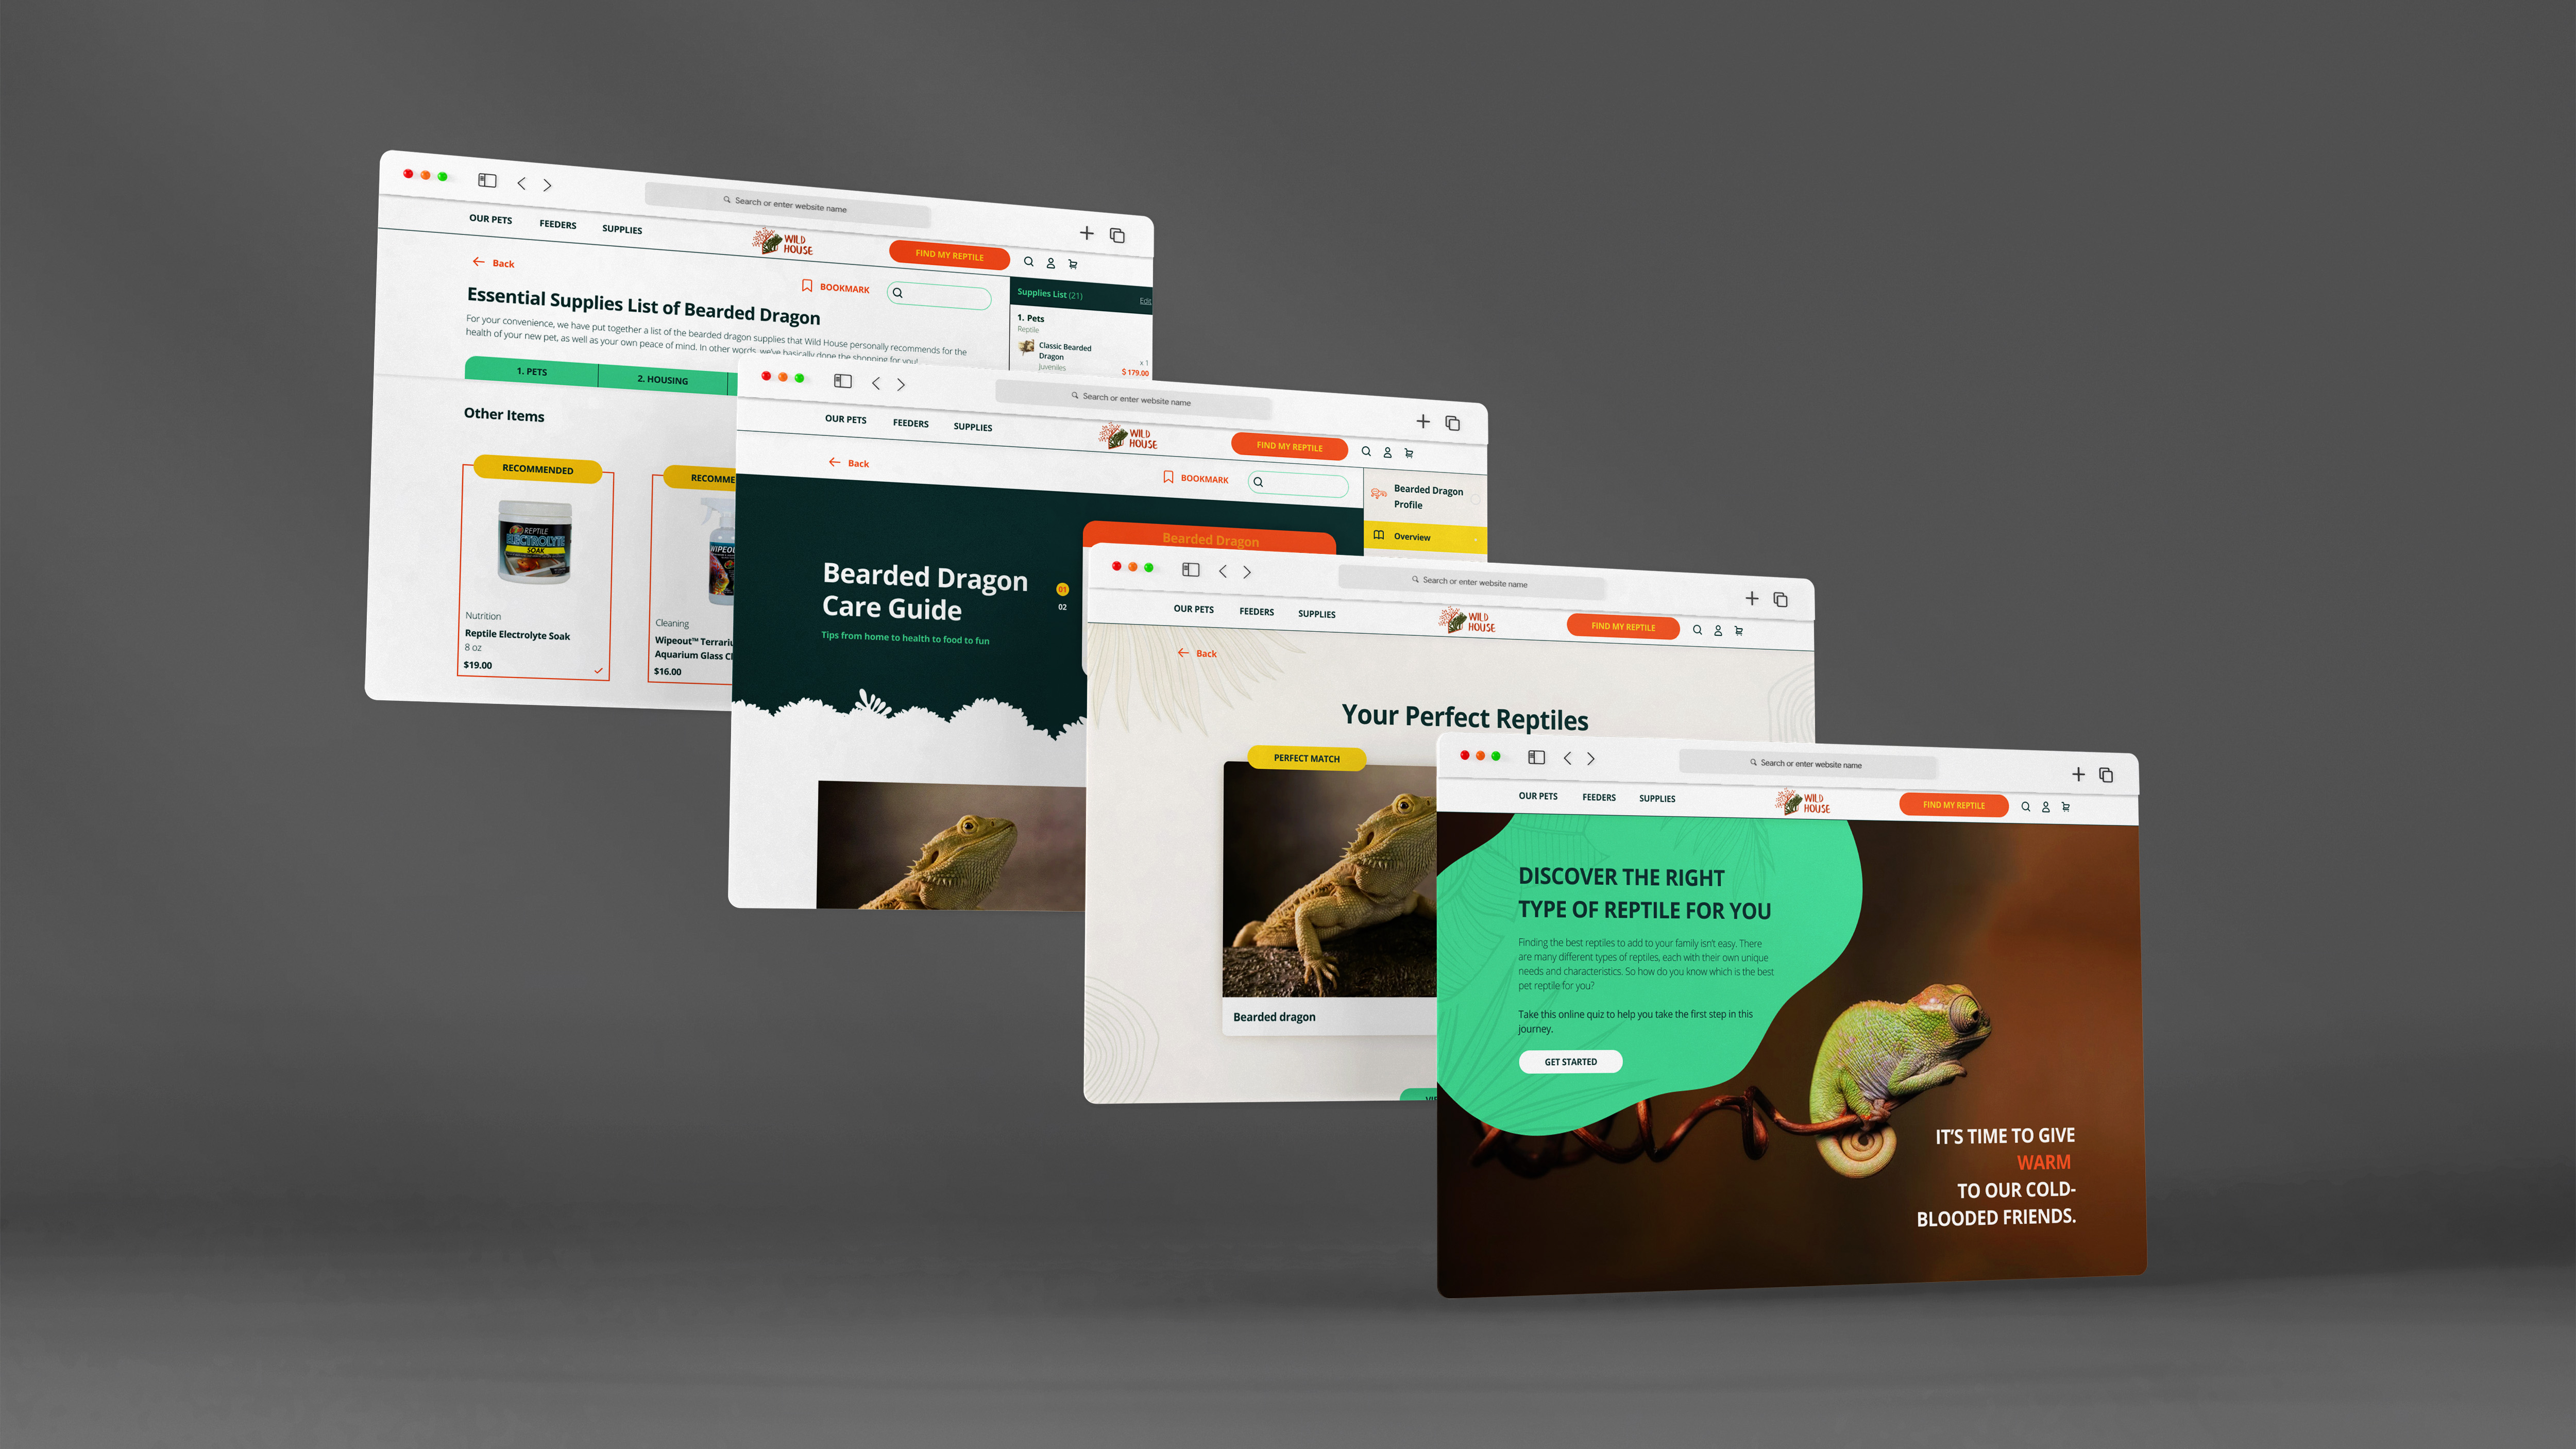 Search or enter website name
OUR PETS
FEEDERS
SUPPLIES
WILD
HOUSE
FIND MY REPTILE
Back
BOOKMARK
Essential Supplies List of Bearded Dragon
For your convenience, we have put together a list of the bearded dragon supplies that Wild House personally recommends for the
health of your new pet, as well as your own peace of mind. In other words, we've basically done the shopping for you!
Supplies List (21)
Edit
1. Pets
Reptile
Classic Bearded
Dragon
Juveniles
x 1
$179.00
1. PETS
2. HOUSING
Other Items
RECOMMENDED
REPTILE
ELECTROLYTE
SOAK
Nutrition
Reptile Electrolyte Soak
8 oz
$19.00
RECOMME
WIPEOU
Cleaning
Wipeout™ Terrariu
Aquarium Glass Cl
$16.00
Search or enter website name
OUR PETS
FEEDERS
SUPPLIES
WILD
HOUSE
FIND MY REPTILE
Back
BOOKMARK
Bearded Dragon
Profile
Overview
Bearded Dragon
Care Guide
Tips from home to health to food to fun
01
02
Bearded Dragon
Search or enter website name
OUR PETS
FEEDERS
SUPPLIES
WILD
HOUSE
FIND MY REPTILE
Back
Your Perfect Reptiles
PERFECT MATCH
Bearded dragon
Search or enter website name
OUR PETS
FEEDERS
SUPPLIES
WILD
HOUSE
FIND MY REPTILE
DISCOVER THE RIGHT
TYPE OF REPTILE FOR YOU
Finding the best reptiles to add to your family isn't easy. There
are many different types of reptiles, each with their own unique
needs and characteristics. So how do you know which is the best
pet reptile for you?
Take this online quiz to help you take the first step in this
journey.
GET STARTED
IT'S TIME TO GIVE
WARM
TO OUR COLD-
BLOODED FRIENDS.